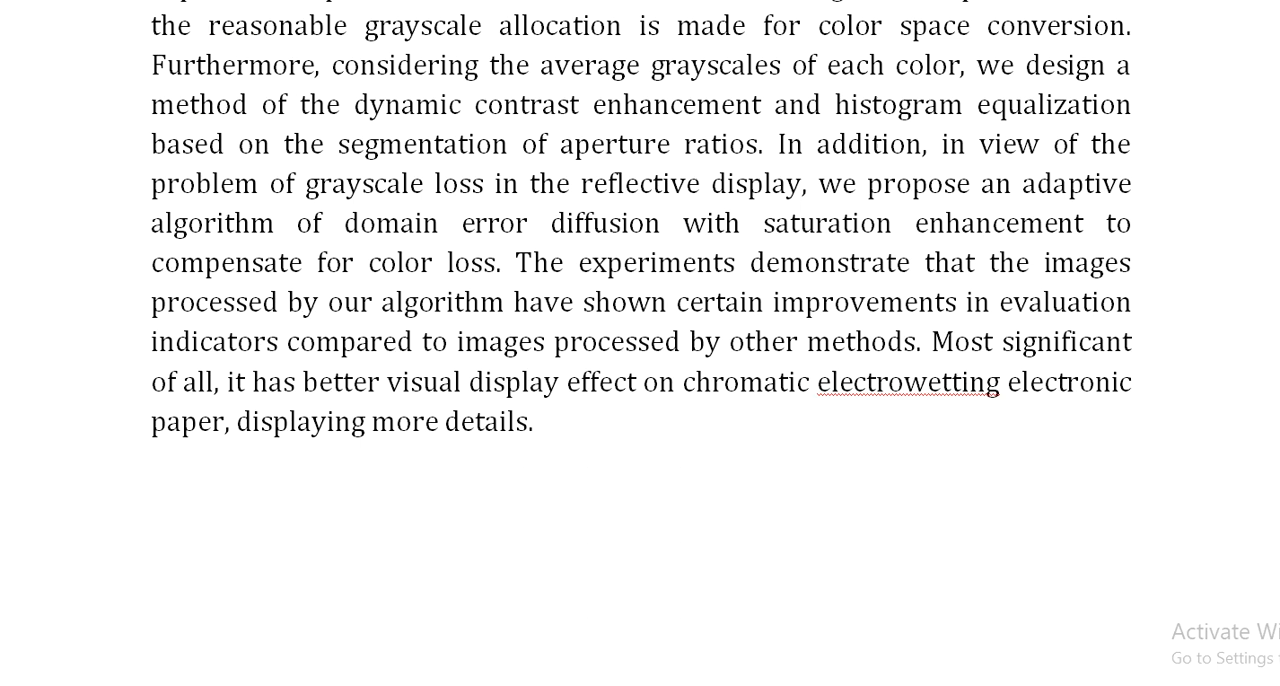 the reasonable grayscale allocation is made for color space conversion.
Furthermore, considering the average grayscales of each color, we design a
method of the dynamic contrast enhancement and histogram equalization
based on the segmentation of aperture ratios. In addition, in view of the
problem of grayscale loss in the reflective display, we propose an adaptive
algorithm of domain error diffusion with saturation enhancement to
compensate for color loss. The experiments demonstrate that the images
processed by our algorithm have shown certain improvements in evaluation
indicators compared to images processed by other methods. Most significant
of all, it has better visual display effect on chromatic electrowetting electronic
paper, displaying more details.
Activate Wi
Go to Settings